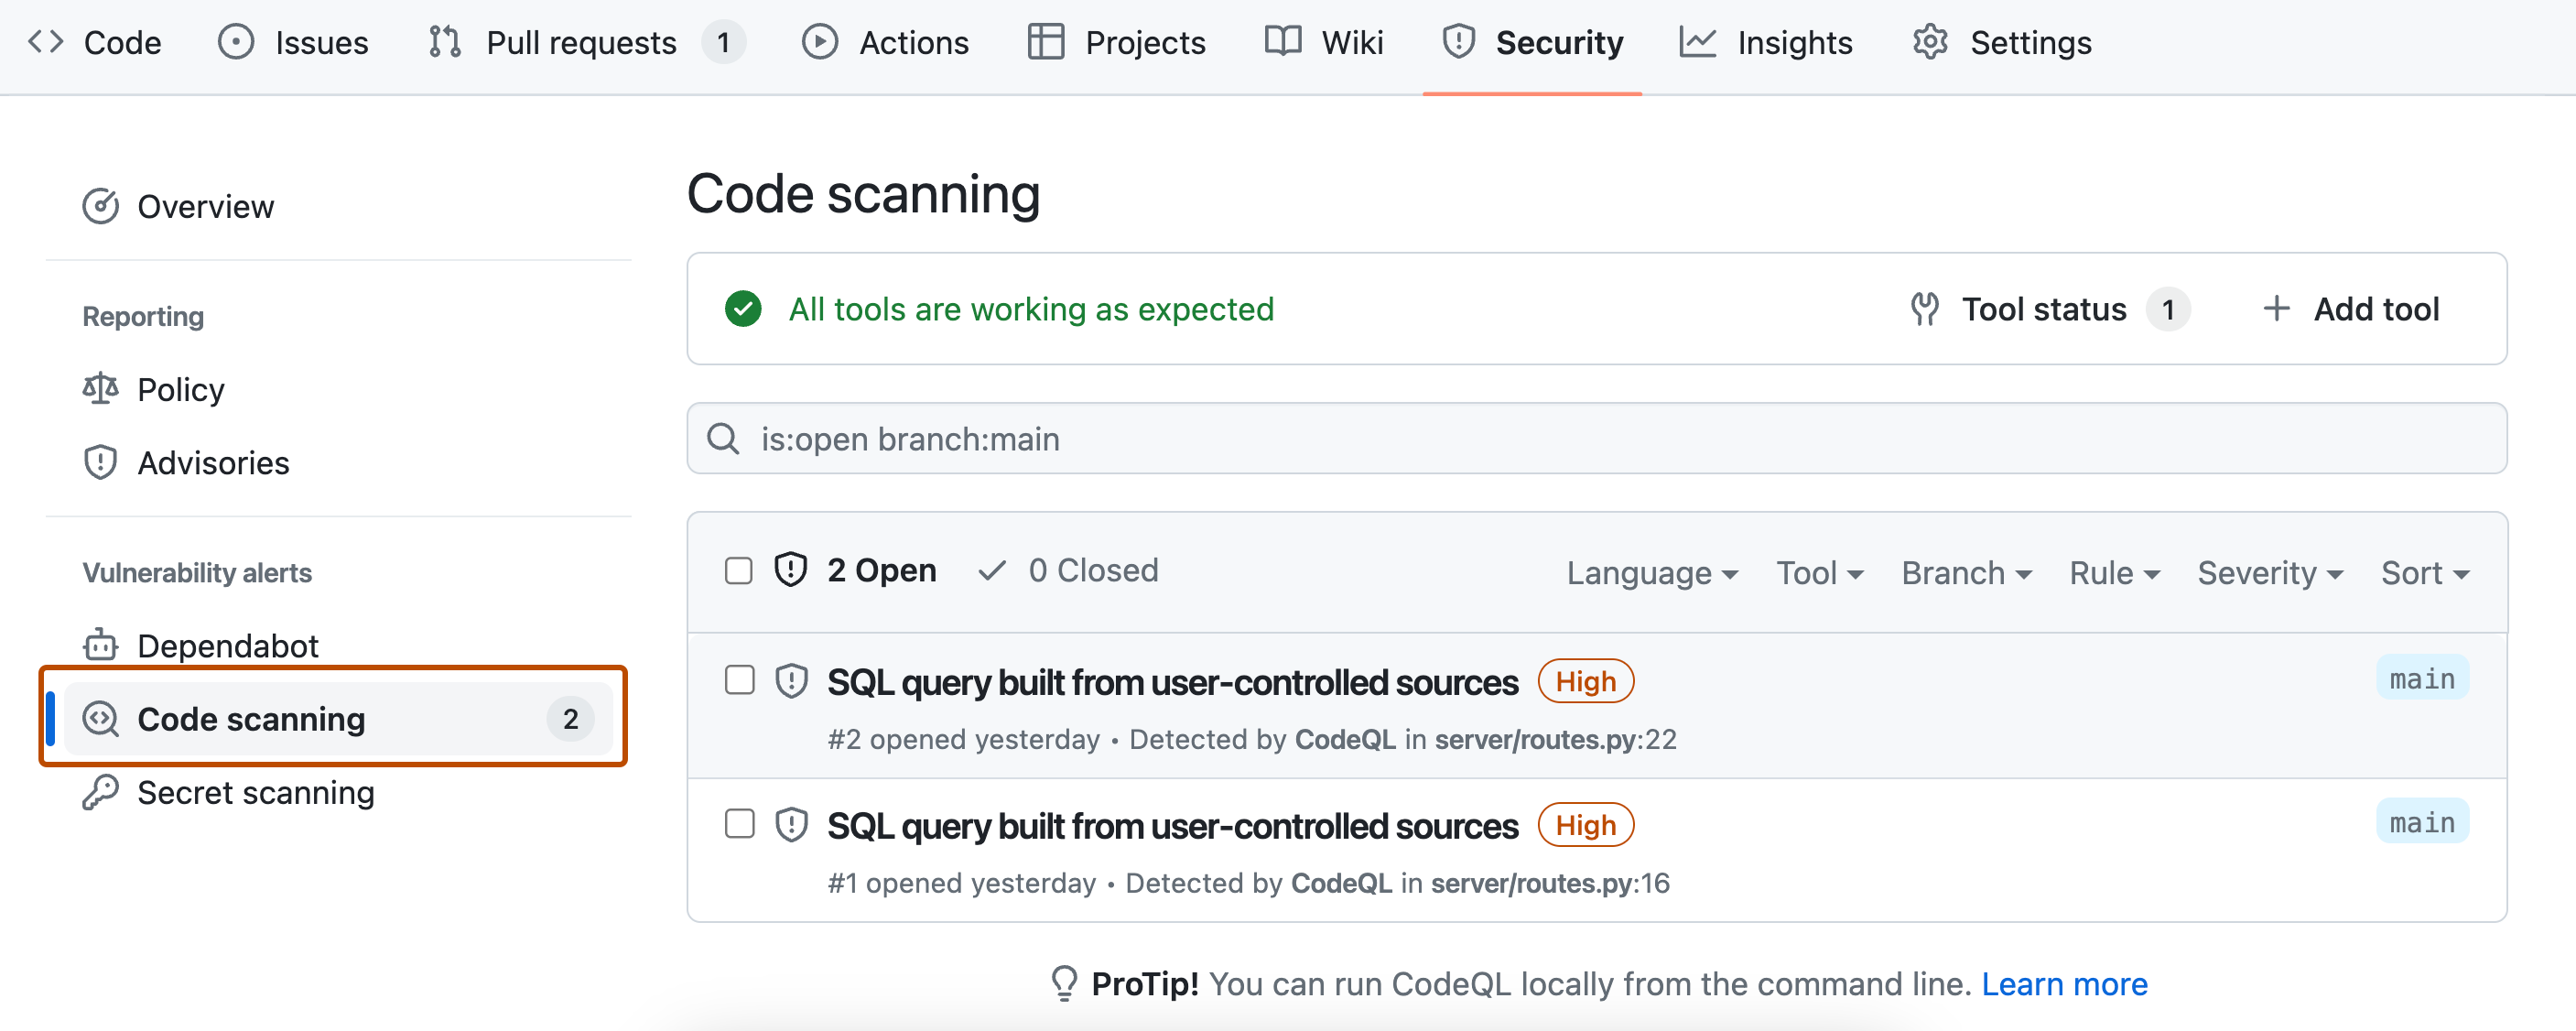 Code Issues Pull requests 1 Actions Projects Wiki Security Insights Settings
Overview
Reporting
Policy
Advisories
Vulnerability alerts
Dependabot
Code scanning 2
Secret scanning
Code scanning
All tools are working as expected Tool status 1 Add tool
is:open branch:main
2 Open 0 Closed Language Tool Branch Rule Severity Sort
SQL query built from user-controlled sources High main
#2 opened yesterday • Detected by CodeQL in server/routes.py:22
SQL query built from user-controlled sources High main
#1 opened yesterday • Detected by CodeQL in server/routes.py:16
ProTip! You can run CodeQL locally from the command line. Learn more